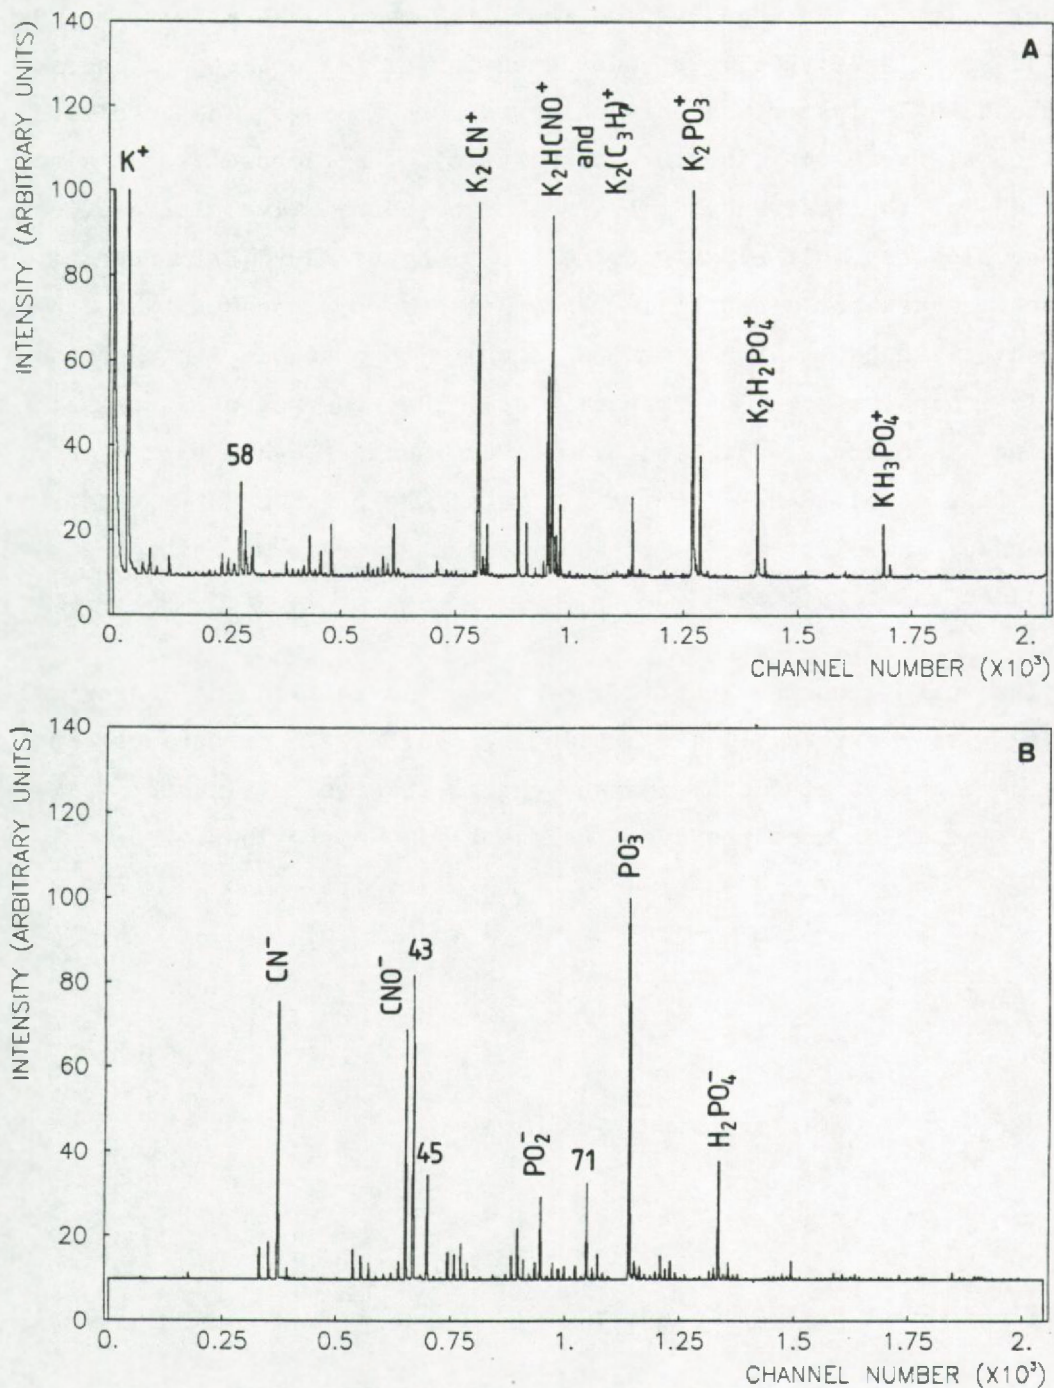 A
INTENSITY (ARBITRARY UNITS)
140
120
100
80
60
40
20
0
K⁺
58
K₂CN⁺
K₂HCNO⁺
and
K₂(C₃H₇)⁺
K₂PO₃⁺
K₂H₂PO₄⁺
KH₃PO₄⁺
0. 0.25 0.5 0.75 1. 1.25 1.5 1.75 2.
CHANNEL NUMBER (X10³)
B
INTENSITY (ARBITRARY UNITS)
140
120
100
80
60
40
20
0
CN⁻
CNO⁻
43
45
PO₂⁻
71
PO₃⁻
H₂PO₄⁻
0. 0.25 0.5 0.75 1. 1.25 1.5 1.75 2.
CHANNEL NUMBER (X10³)